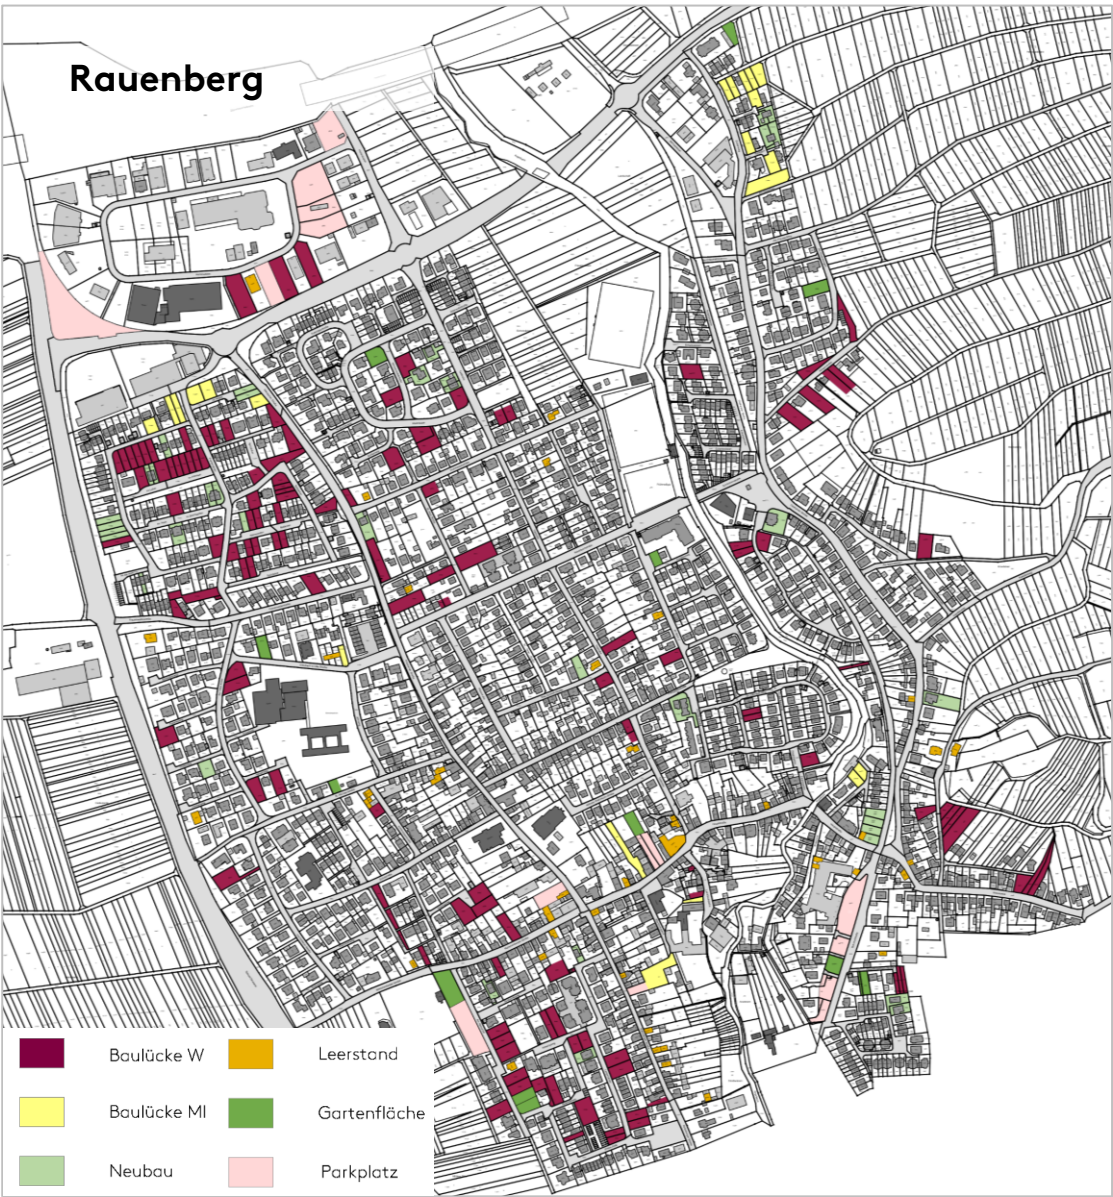 Rauenberg
Baulücke W
Leerstand
Baulücke MI
Gartenfläche
Neubau
Parkplatz